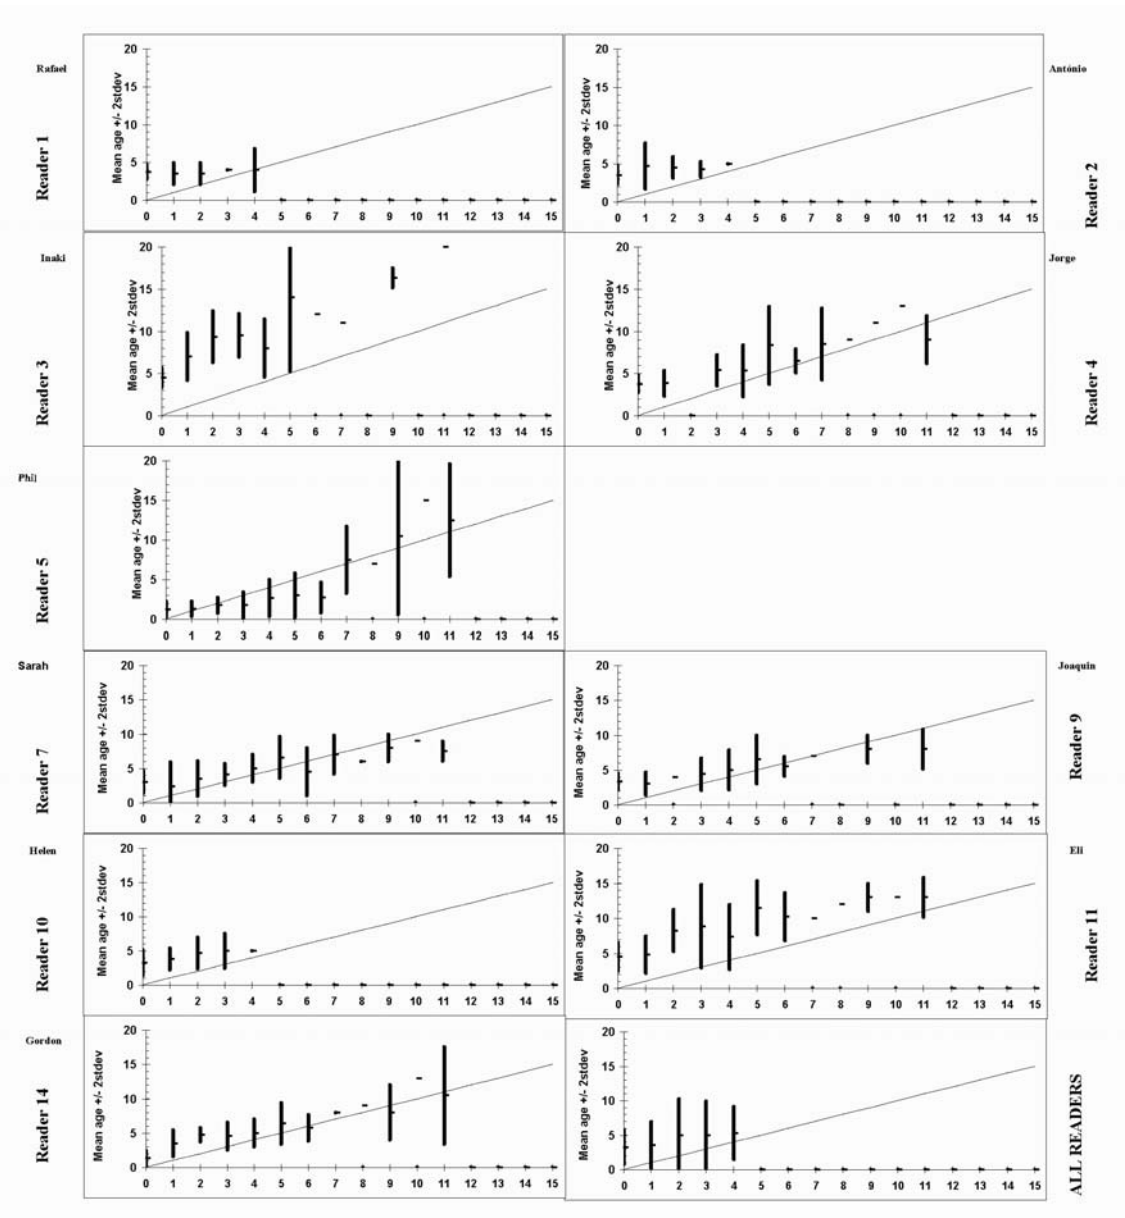 Rafael
Reader 1
Mean age +/- 2stdev
20
15
10
5
0
0 1 2 3 4 5 6 7 8 9 10 11 12 13 14 15
António
Reader 2
Mean age +/- 2stdev
20
15
10
5
0
0 1 2 3 4 5 6 7 8 9 10 11 12 13 14 15
Inaki
Reader 3
Mean age +/- 2stdev
20
15
10
5
0
0 1 2 3 4 5 6 7 8 9 10 11 12 13 14 15
Jorge
Reader 4
Mean age +/- 2stdev
20
15
10
5
0
0 1 2 3 4 5 6 7 8 9 10 11 12 13 14 15
Phil
Reader 5
Mean age +/- 2stdev
20
15
10
5
0
0 1 2 3 4 5 6 7 8 9 10 11 12 13 14 15
Sarah
Reader 7
Mean age +/- 2stdev
20
15
10
5
0
0 1 2 3 4 5 6 7 8 9 10 11 12 13 14 15
Joaquin
Reader 9
Mean age +/- 2stdev
20
15
10
5
0
0 1 2 3 4 5 6 7 8 9 10 11 12 13 14 15
Helen
Reader 10
Mean age +/- 2stdev
20
15
10
5
0
0 1 2 3 4 5 6 7 8 9 10 11 12 13 14 15
Eli
Reader 11
Mean age +/- 2stdev
20
15
10
5
0
0 1 2 3 4 5 6 7 8 9 10 11 12 13 14 15
Gordon
Reader 14
Mean age +/- 2stdev
20
15
10
5
0
0 1 2 3 4 5 6 7 8 9 10 11 12 13 14 15
ALL READERS
Mean age +/- 2stdev
20
15
10
5
0
0 1 2 3 4 5 6 7 8 9 10 11 12 13 14 15